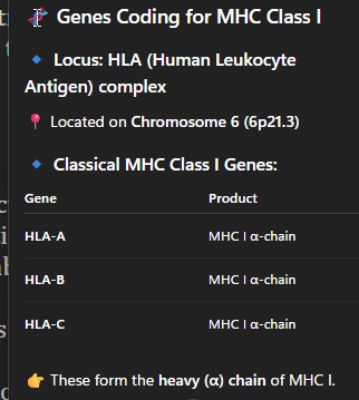 🧬 Genes Coding for MHC Class I
🔹 Locus: HLA (Human Leukocyte
Antigen) complex
📍 Located on Chromosome 6 (6p21.3)
🔹 Classical MHC Class I Genes:
Gene Product
HLA-A MHC I α-chain
HLA-B MHC I α-chain
HLA-C MHC I α-chain
👉 These form the heavy (α) chain of MHC I.